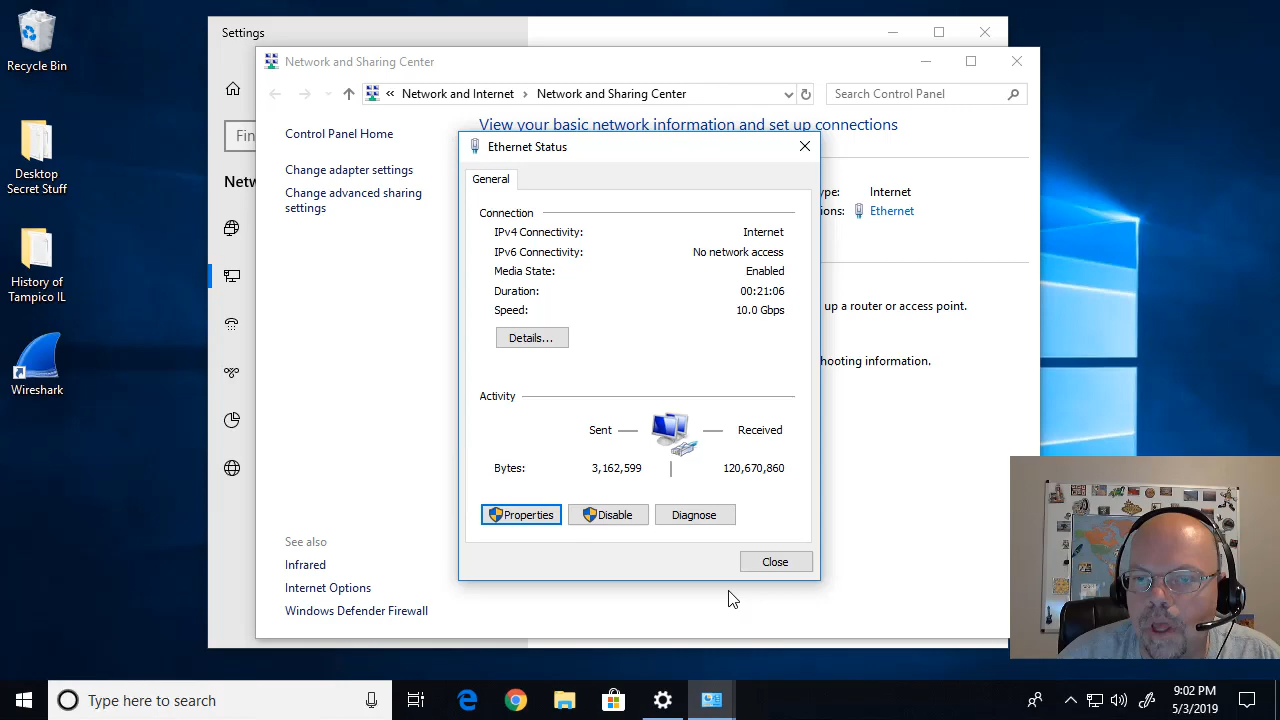 Recycle Bin
Desktop
Secret Stuff
History of
Tampico IL
Wireshark
Settings
Fin
Netw
Network and Sharing Center
« Network and Internet › Network and Sharing Center
Search Control Panel
Control Panel Home
Change adapter settings
Change advanced sharing
settings
See also
Infrared
Internet Options
Windows Defender Firewall
View your basic network information and set up connections
ype: Internet
ions: Ethernet
up a router or access point.
hooting information.
Ethernet Status
General
Connection
IPv4 Connectivity: Internet
IPv6 Connectivity: No network access
Media State: Enabled
Duration: 00:21:06
Speed: 10.0 Gbps
Details...
Activity
Sent — Received
Bytes: 3,162,599 | 120,670,860
Properties
Disable
Diagnose
Close
Type here to search
9:02 PM
5/3/2019